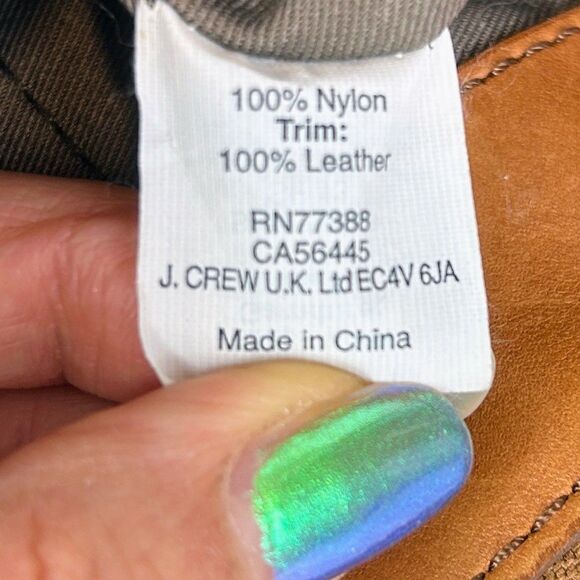 100% Nylon
Trim:
100% Leather
RN77388
CA56445
J. CREW U.K. Ltd EC4V 6JA
Made in China